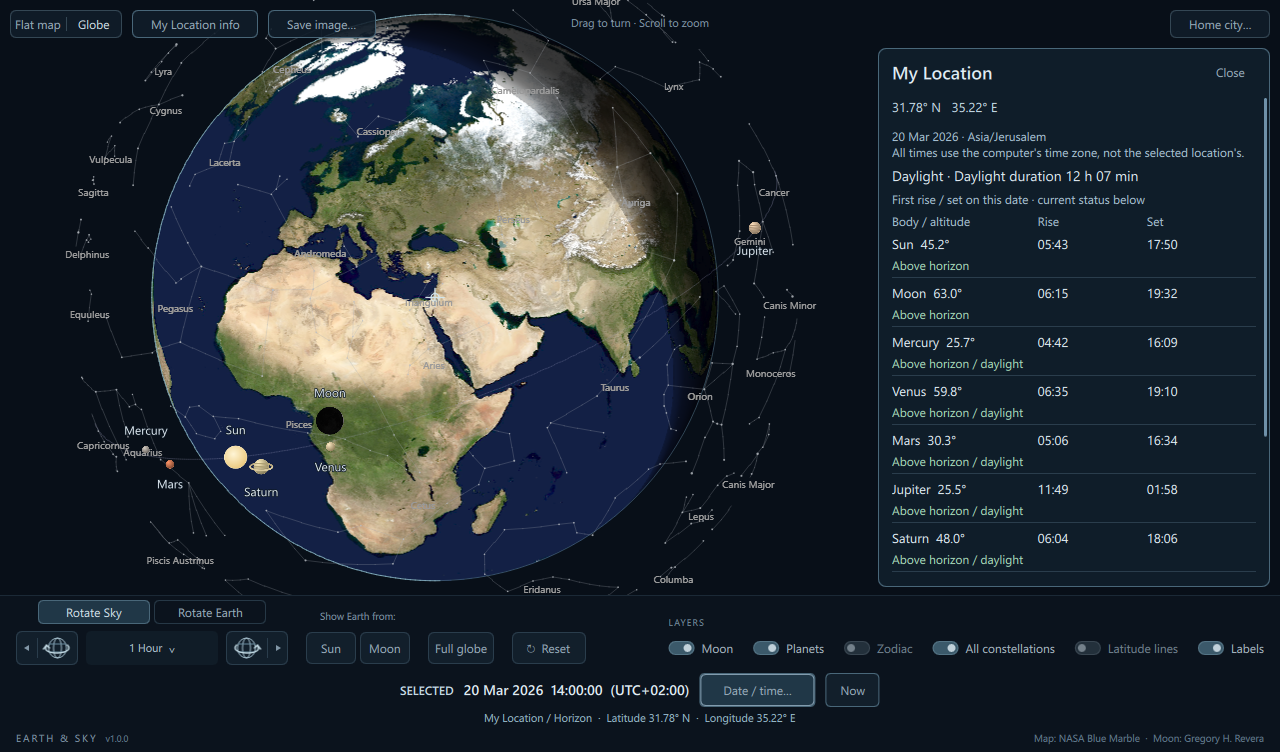 Flat map Globe
My Location info
Save image...
Ursa Major
Drag to turn · Scroll to zoom
Home city...
Lyra
Cepheus
Lynx
Cygnus
Camelopardalis
Cassiopeia
Vulpecula
Lacerta
Sagitta
Cancer
Auriga
Perseus
Delphinus
Andromeda
Gemini
Jupiter
Triangulum
Pegasus
Equuleus
Canis Minor
Aries
Monoceros
Taurus
Orion
Moon
Pisces
Mercury
Sun
Capricornus
Aquarius
Venus
Mars
Saturn
Canis Major
Lepus
Piscis Austrinus
Columba
Eridanus
My Location
Close
31.78° N 35.22° E
20 Mar 2026 · Asia/Jerusalem
All times use the computer's time zone, not the selected location's.
Daylight · Daylight duration 12 h 07 min
First rise / set on this date · current status below
Body / altitude Rise Set
Sun 45.2° 05:43 17:50
Above horizon
Moon 63.0° 06:15 19:32
Above horizon
Mercury 25.7° 04:42 16:09
Above horizon / daylight
Venus 59.8° 06:35 19:10
Above horizon / daylight
Mars 30.3° 05:06 16:34
Above horizon / daylight
Jupiter 25.5° 11:49 01:58
Above horizon / daylight
Saturn 48.0° 06:04 18:06
Above horizon / daylight
Rotate Sky Rotate Earth
1 Hour
Show Earth from:
Sun Moon Full globe Reset
LAYERS
Moon Planets Zodiac All constellations Latitude lines Labels
SELECTED 20 Mar 2026 14:00:00 (UTC+02:00) Date / time... Now
My Location / Horizon · Latitude 31.78° N · Longitude 35.22° E
EARTH & SKY v1.0.0
Map: NASA Blue Marble · Moon: Gregory H. Revera